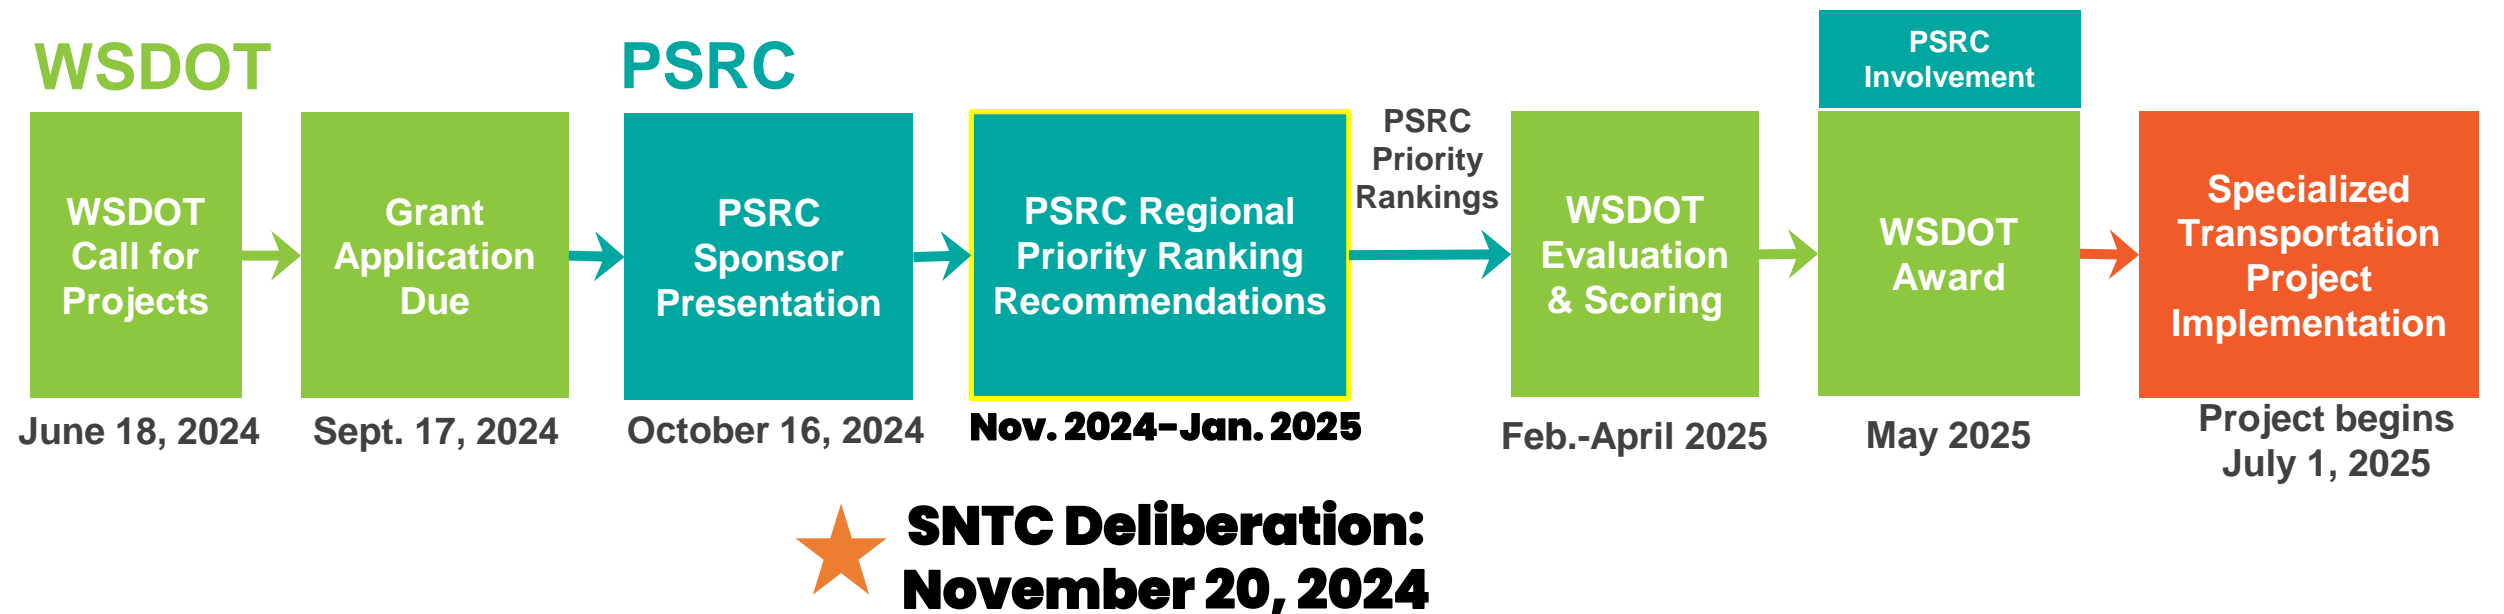 WSDOT
WSDOT
Call for
Projects
June 18, 2024
Grant
Application
Due
Sept. 17, 2024
PSRC
PSRC
Sponsor
Presentation
October 16, 2024
PSRC Regional
Priority Ranking
Recommendations
Nov. 2024-Jan. 2025
PSRC
Priority
Rankings
WSDOT
Evaluation
& Scoring
Feb.-April 2025
PSRC
Involvement
WSDOT
Award
May 2025
Specialized
Transportation
Project
Implementation
Project begins
July 1, 2025
SNTC Deliberation:
November 20, 2024